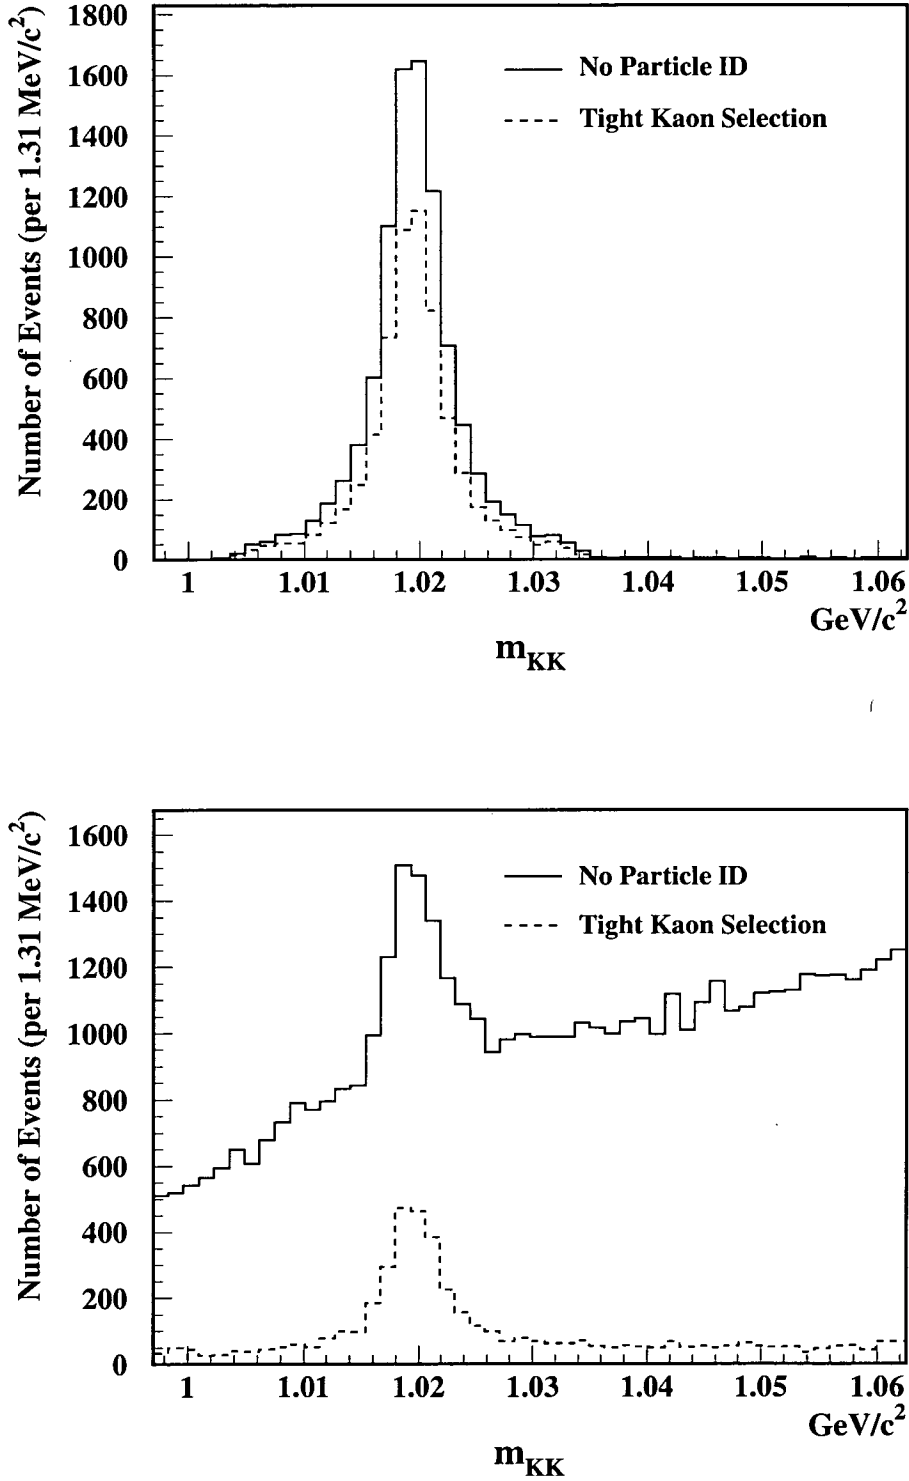 Number of Events (per 1.31 MeV/c²)
1800
1600
1400
1200
1000
800
600
400
200
0
No Particle ID
Tight Kaon Selection
1 1.01 1.02 1.03 1.04 1.05 1.06
GeV/c²
mKK
Number of Events (per 1.31 MeV/c²)
1600
1400
1200
1000
800
600
400
200
0
No Particle ID
Tight Kaon Selection
1 1.01 1.02 1.03 1.04 1.05 1.06
GeV/c²
mKK